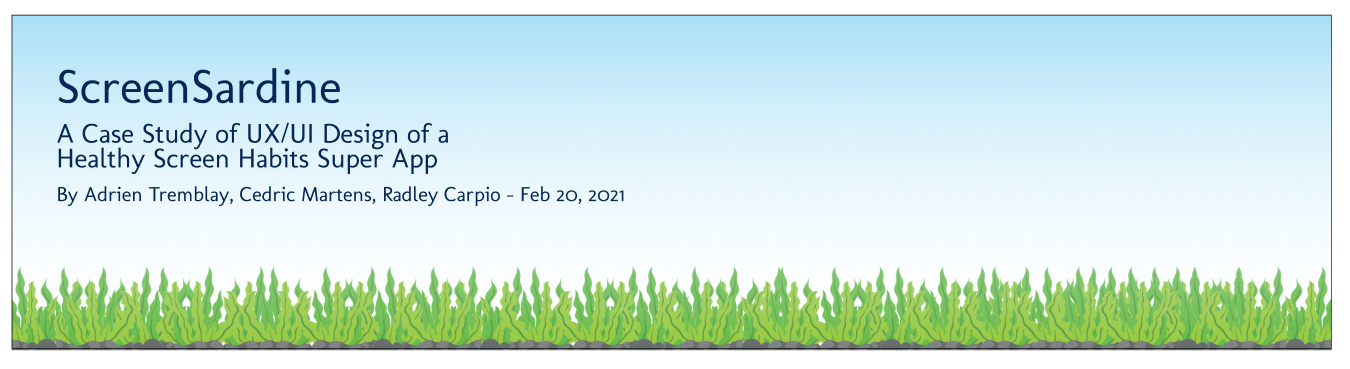 ScreenSardine
A Case Study of UX/UI Design of a
Healthy Screen Habits Super App
By Adrien Tremblay, Cedric Martens, Radley Carpio - Feb 20, 2021